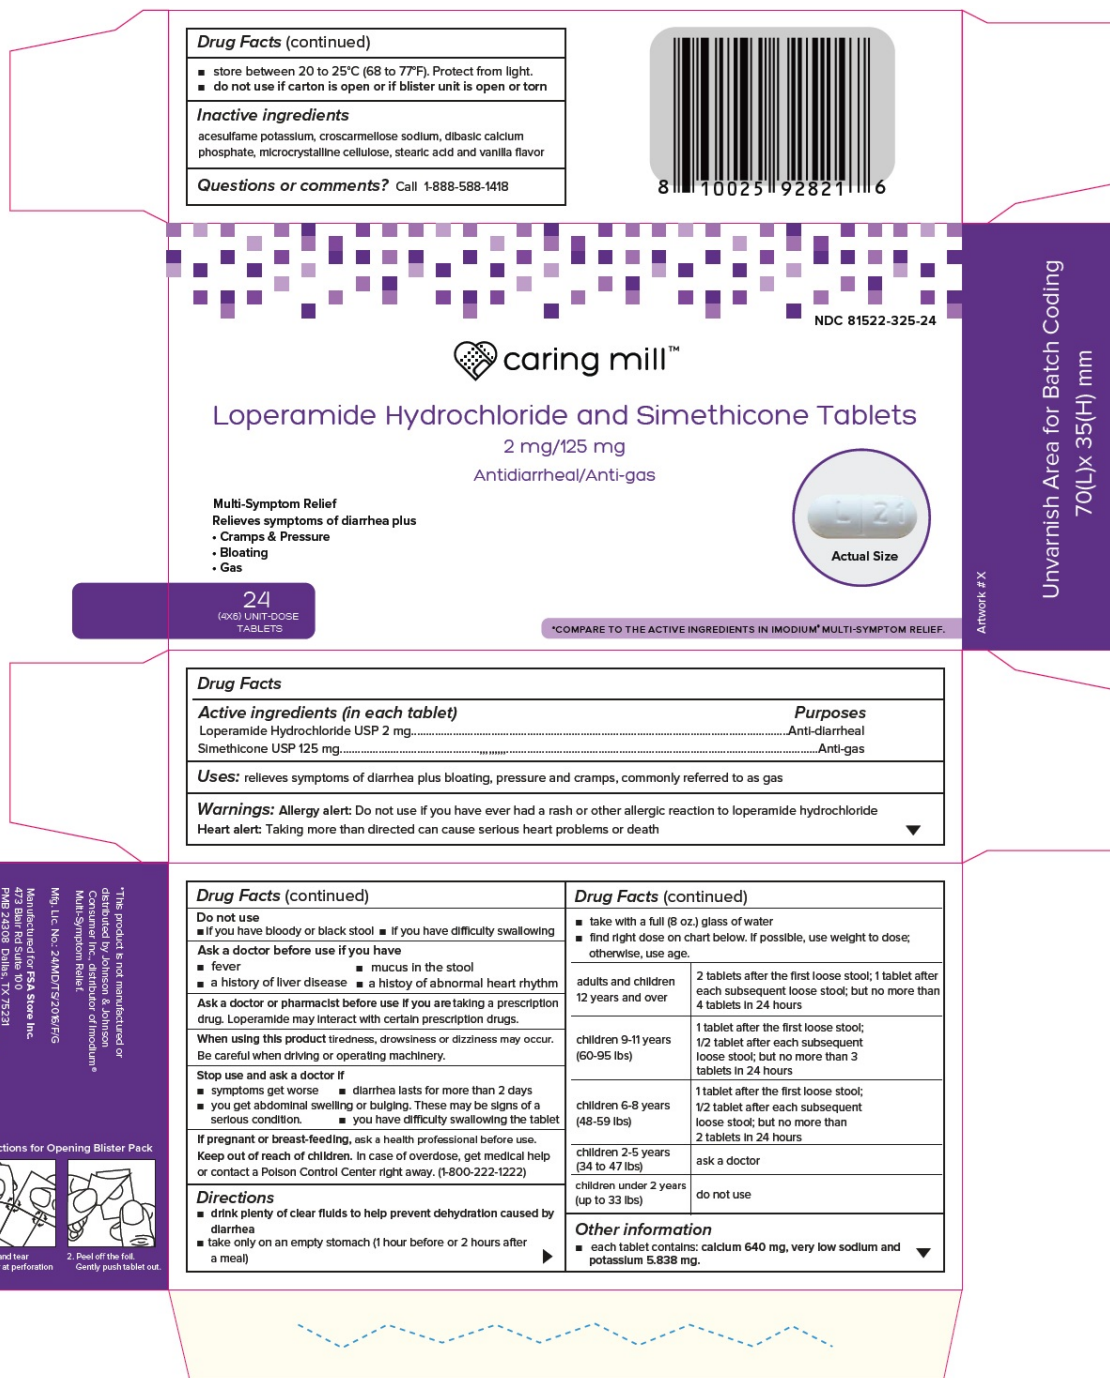 Drug Facts (continued)
■ store between 20 to 25°C (68 to 77°F). Protect from light.
■ do not use if carton is open or if blister unit is open or torn
Inactive ingredients
acesulfame potassium, croscarmellose sodium, dibasic calcium
phosphate, microcrystalline cellulose, stearic acid and vanilla flavor
Questions or comments? Call 1-888-588-1418
8 10025 92821 6
NDC 81522-325-24
caring mill™
Loperamide Hydrochloride and Simethicone Tablets
2 mg/125 mg
Antidiarrheal/Anti-gas
Multi-Symptom Relief
Relieves symptoms of diarrhea plus
• Cramps & Pressure
• Bloating
• Gas
L 21
Actual Size
24
(4X6) UNIT-DOSE
TABLETS
*COMPARE TO THE ACTIVE INGREDIENTS IN IMODIUM® MULTI-SYMPTOM RELIEF.
Unvarnish Area for Batch Coding
70(L)x 35(H) mm
Artwork # X
Drug Facts
Active ingredients (in each tablet) Purposes
Loperamide Hydrochloride USP 2 mg...Anti-diarrheal
Simethicone USP 125 mg...Anti-gas
Uses: relieves symptoms of diarrhea plus bloating, pressure and cramps, commonly referred to as gas
Warnings: Allergy alert: Do not use if you have ever had a rash or other allergic reaction to loperamide hydrochloride
Heart alert: Taking more than directed can cause serious heart problems or death
*This product is not manufactured or
distributed by Johnson & Johnson
Consumer Inc., distributor of Imodium®
Multi-Symptom Relief.
Mfg. Lic. No.: 24/MD/TS/2016/F/G
Manufactured for FSA Store Inc.
473 Blair Rd Suite 100
PMB 24308 Dallas, TX 75231
ctions for Opening Blister Pack
and tear
at perforation
2. Peel off the foil.
Gently push tablet out.
Drug Facts (continued)
Do not use
■ if you have bloody or black stool ■ if you have difficulty swallowing
Ask a doctor before use if you have
■ fever ■ mucus in the stool
■ a history of liver disease ■ a histoy of abnormal heart rhythm
Ask a doctor or pharmacist before use if you are taking a prescription
drug. Loperamide may interact with certain prescription drugs.
When using this product tiredness, drowsiness or dizziness may occur.
Be careful when driving or operating machinery.
Stop use and ask a doctor if
■ symptoms get worse ■ diarrhea lasts for more than 2 days
■ you get abdominal swelling or bulging. These may be signs of a
serious condition. ■ you have difficulty swallowing the tablet
If pregnant or breast-feeding, ask a health professional before use.
Keep out of reach of children. In case of overdose, get medical help
or contact a Poison Control Center right away. (1-800-222-1222)
Directions
■ drink plenty of clear fluids to help prevent dehydration caused by
diarrhea
■ take only on an empty stomach (1 hour before or 2 hours after
a meal)
Drug Facts (continued)
■ take with a full (8 oz.) glass of water
■ find right dose on chart below. If possible, use weight to dose;
otherwise, use age.
adults and children
12 years and over
2 tablets after the first loose stool; 1 tablet after
each subsequent loose stool; but no more than
4 tablets in 24 hours
children 9-11 years
(60-95 lbs)
1 tablet after the first loose stool;
1/2 tablet after each subsequent
loose stool; but no more than 3
tablets in 24 hours
children 6-8 years
(48-59 lbs)
1 tablet after the first loose stool;
1/2 tablet after each subsequent
loose stool; but no more than
2 tablets in 24 hours
children 2-5 years
(34 to 47 lbs)
ask a doctor
children under 2 years
(up to 33 lbs)
do not use
Other information
■ each tablet contains: calcium 640 mg, very low sodium and
potassium 5.838 mg.